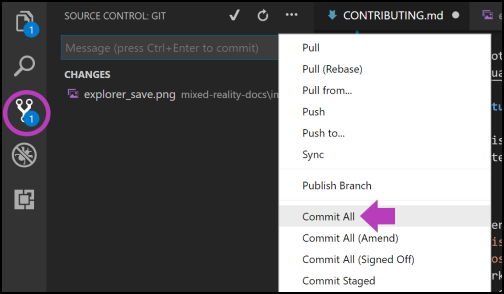 SOURCE CONTROL: GIT
CONTRIBUTING.md
1
Message (press Ctrl+Enter to commit)
CHANGES
explorer_save.png mixed-reality-docs\im
1
Pull
Pull (Rebase)
Pull from...
Push
Push to...
Sync
Publish Branch
Commit All
Commit All (Amend)
Commit All (Signed Off)
Commit Staged